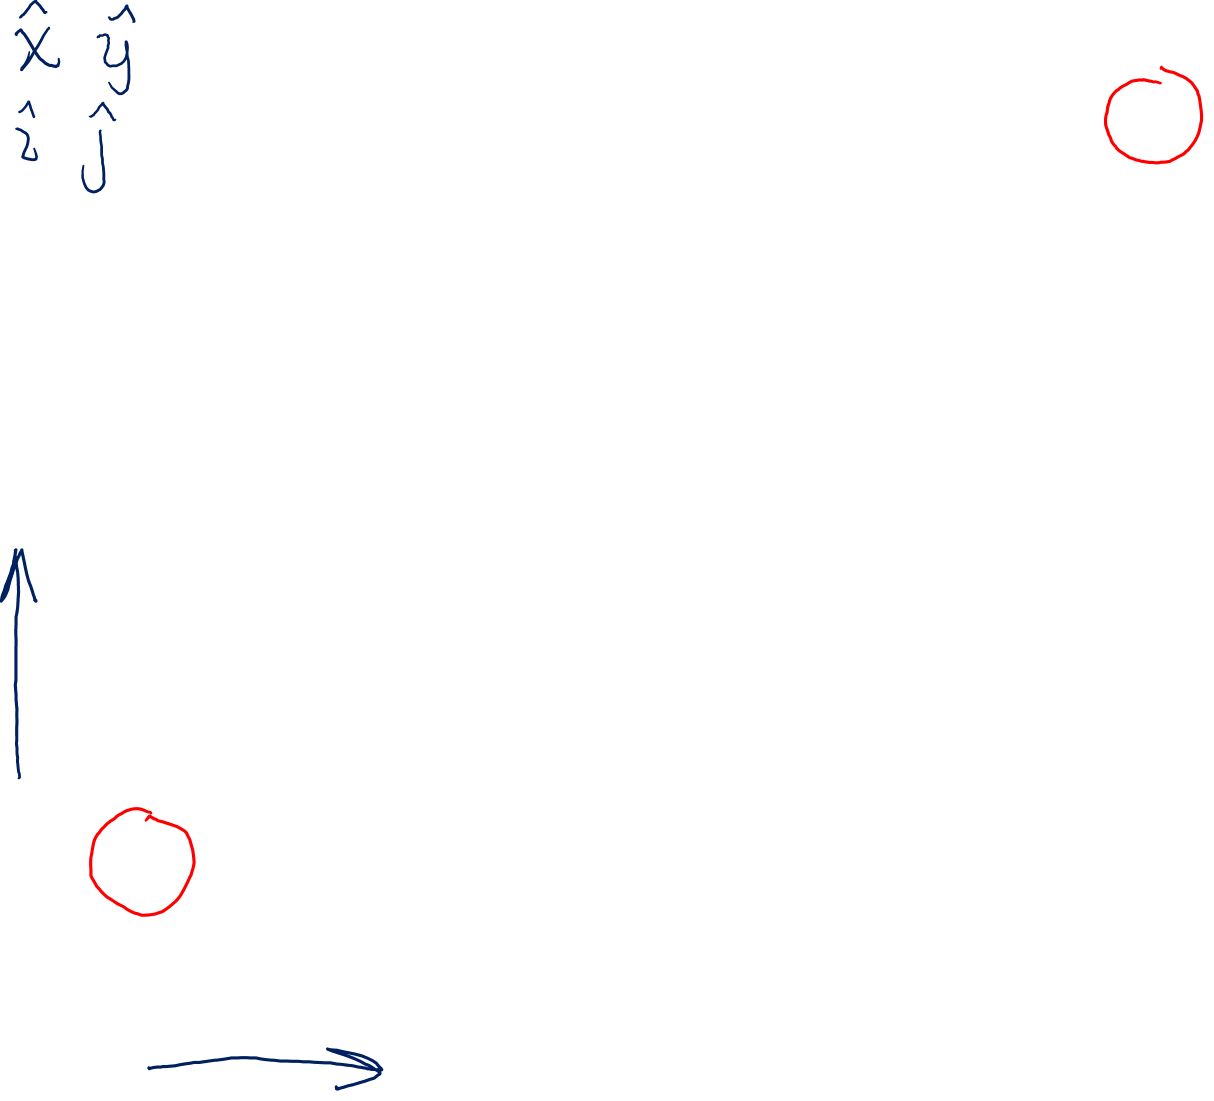 x̂ ŷ
î ĵ